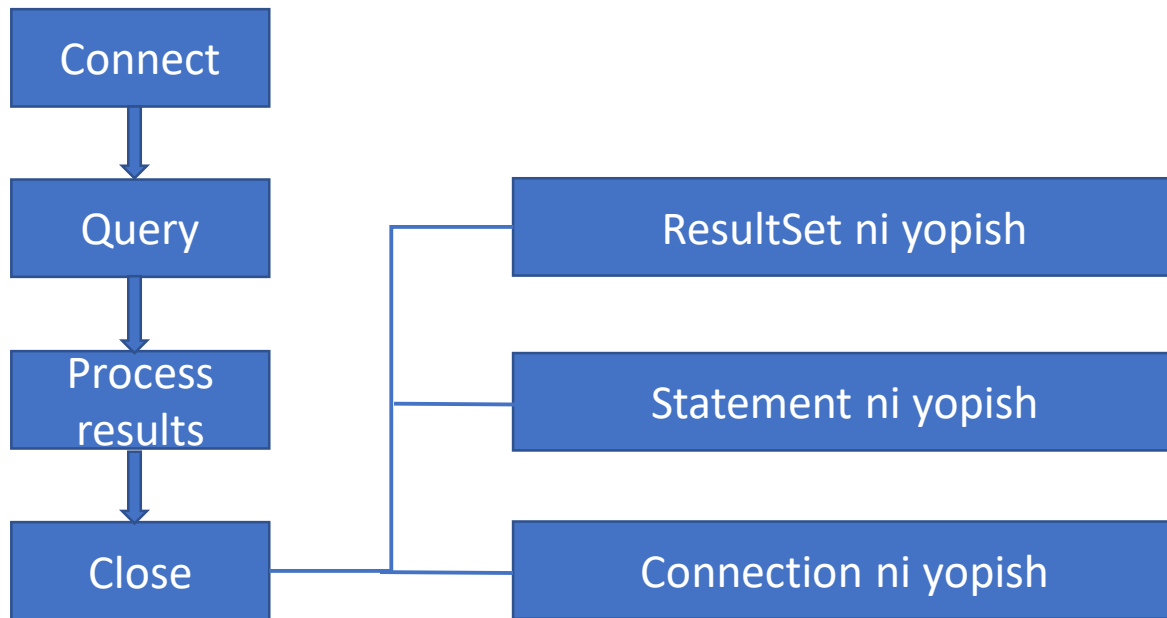 Connect
Query
Process
results
Close
ResultSet ni yopish
Statement ni yopish
Connection ni yopish